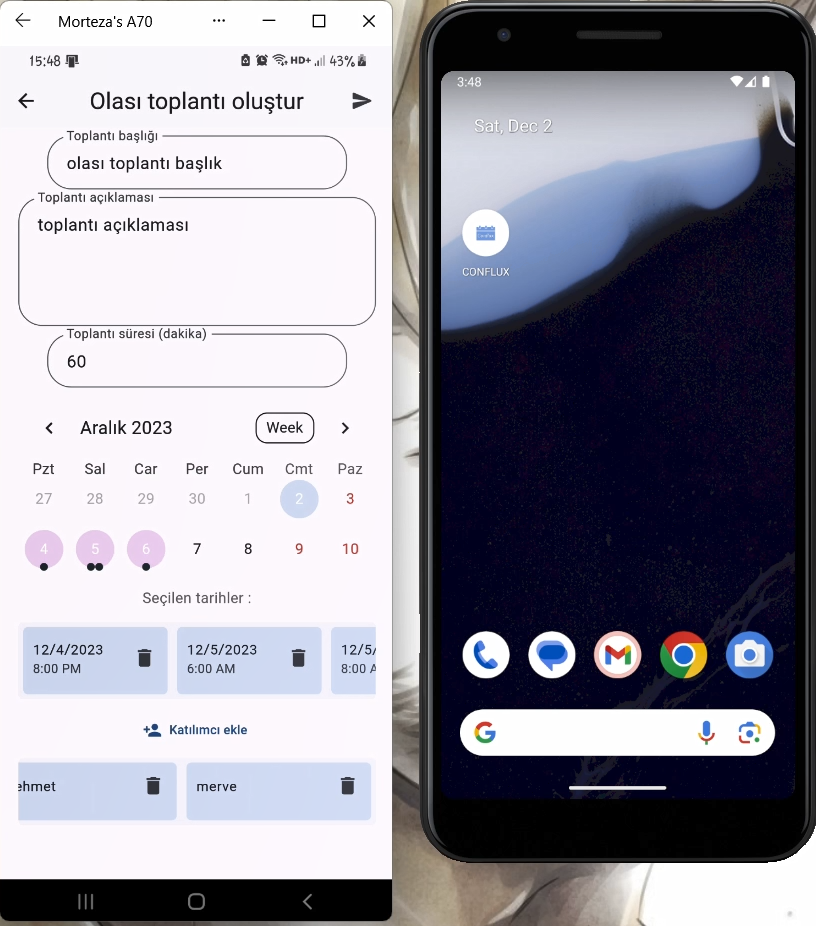 Morteza's A70
15:48
HD+ 43%
Olası toplantı oluştur
Toplantı başlığı
olası toplantı başlık
Toplantı açıklaması
toplantı açıklaması
Toplantı süresi (dakika)
60
Aralık 2023
Week
Pzt Sal Car Per Cum Cmt Paz
27 28 29 30 1 2 3
4 5 6 7 8 9 10
Seçilen tarihler :
12/4/2023 12/5/2023 12/5/
8:00 PM 6:00 AM 8:00 A
Katılımcı ekle
ehmet merve
3:48
Sat, Dec 2
CONFLUX